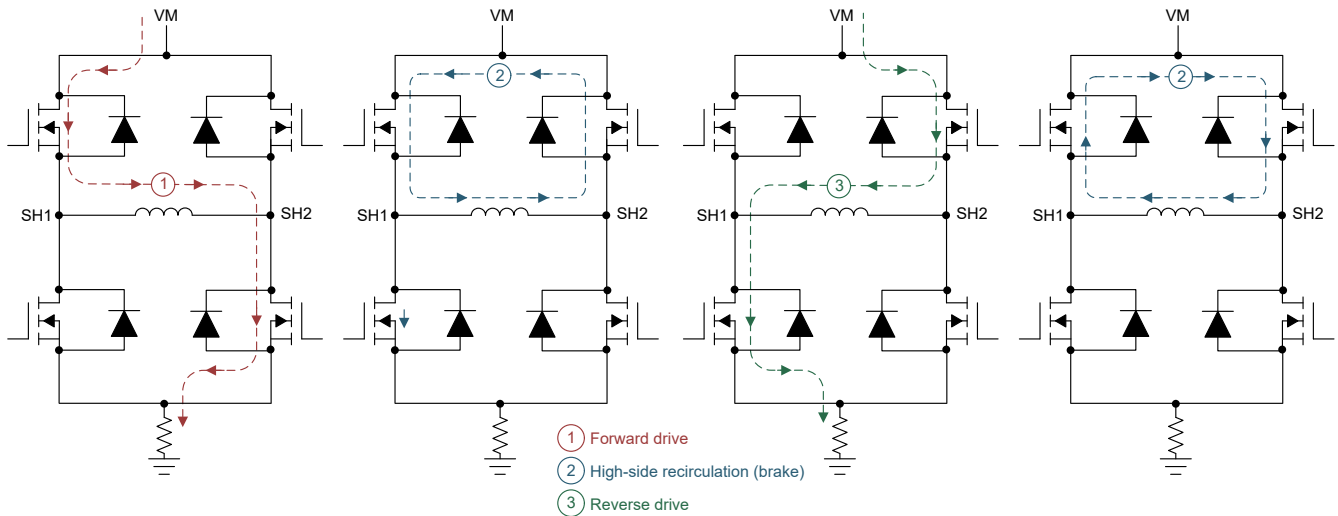 VM
VM
VM
VM
2
2
1
3
SH1
SH2
SH1
SH2
SH1
SH2
SH1
SH2
1 Forward drive
2 High-side recirculation (brake)
3 Reverse drive